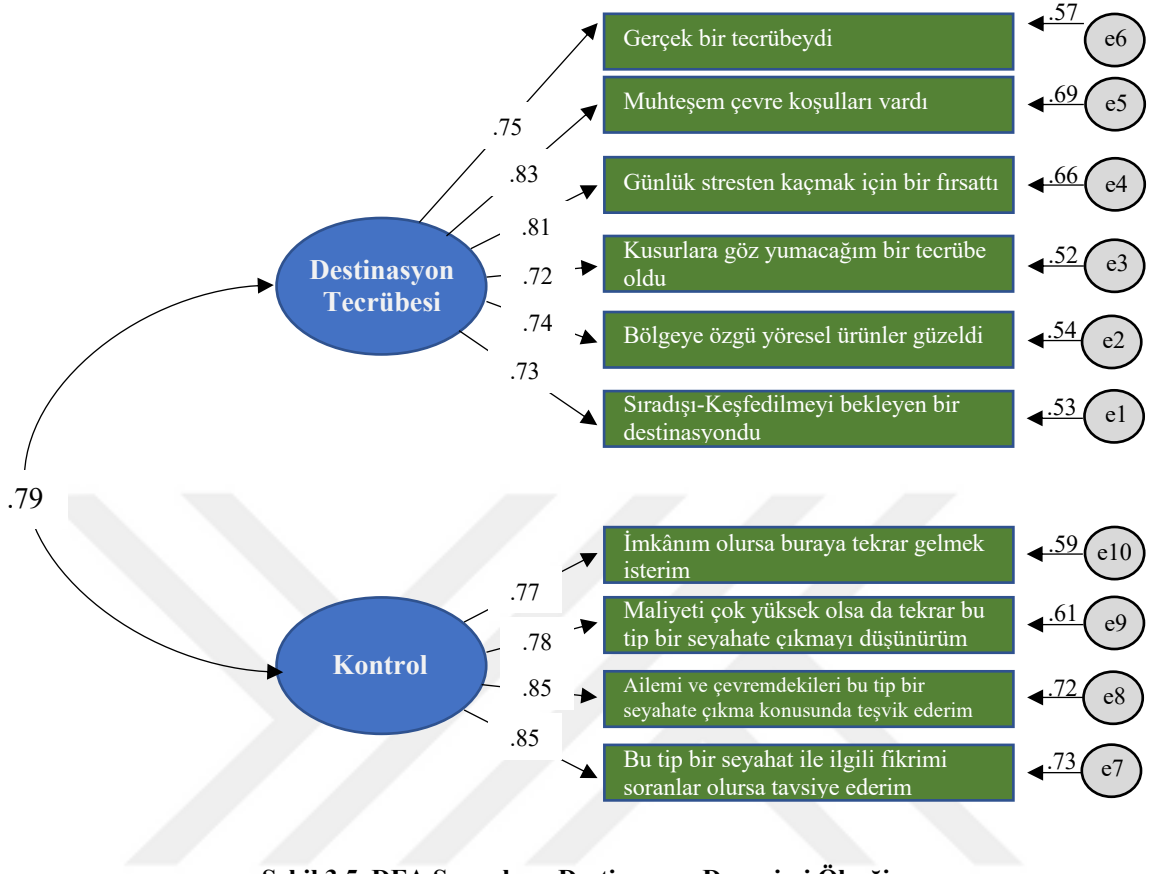 .57
Gerçek bir tecrübeydi
e6
.69
Muhteşem çevre koşulları vardı
e5
.75
.83
.66
Günlük stresten kaçmak için bir fırsattı
e4
.81
Destinasyon
Tecrübesi
.72
.52
Kusurlara göz yumacağım bir tecrübe
oldu
e3
.74
.54
Bölgeye özgü yöresel ürünler güzeldi
e2
.73
.53
Sıradışı-Keşfedilmeyi bekleyen bir
destinasyondu
e1
.79
.59
İmkânım olursa buraya tekrar gelmek
isterim
e10
.77
.61
Maliyeti çok yüksek olsa da tekrar bu
tip bir seyahate çıkmayı düşünürüm
e9
.78
Kontrol
.85
.72
Ailemi ve çevremdekileri bu tip bir
seyahate çıkma konusunda teşvik ederim
e8
.85
.73
Bu tip bir seyahat ile ilgili fikrimi
soranlar olursa tavsiye ederim
e7